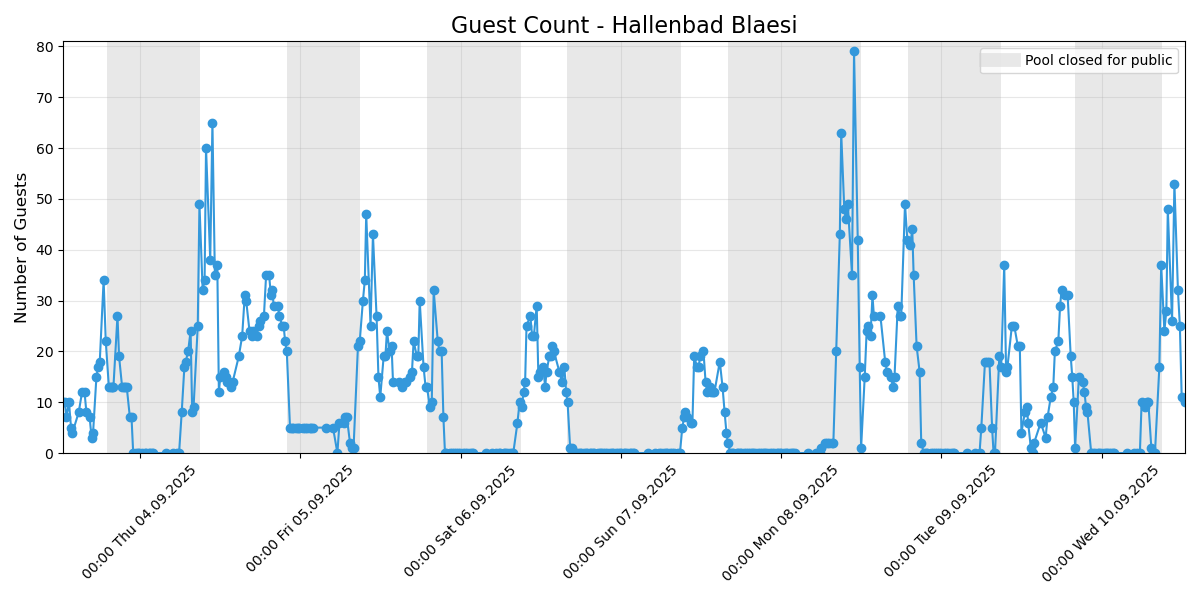 Guest Count - Hallenbad Blaesi
Pool closed for public
Number of Guests
80
70
60
50
40
30
20
10
0
00:00 Thu 04.09.2025
00:00 Fri 05.09.2025
00:00 Sat 06.09.2025
00:00 Sun 07.09.2025
00:00 Mon 08.09.2025
00:00 Tue 09.09.2025
00:00 Wed 10.09.2025